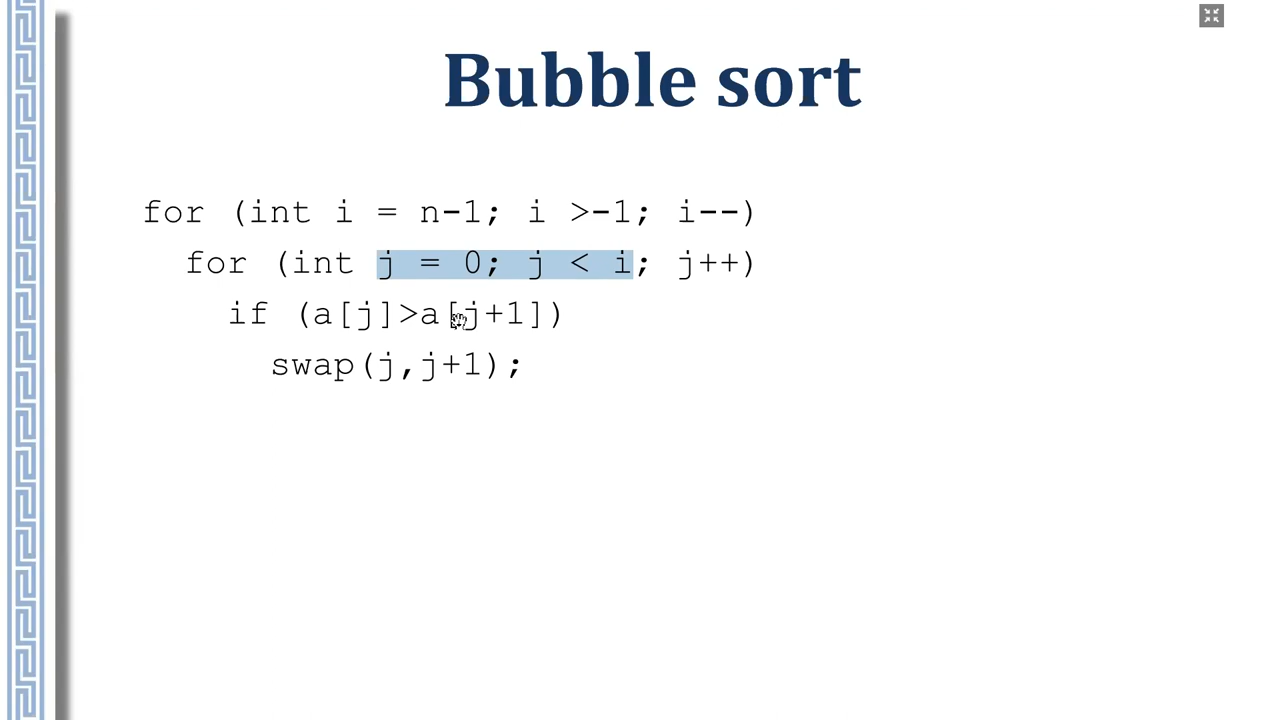 Bubble sort
for (int i = n-1; i >-1; i--)
for (int j = 0; j < i; j++)
if (a[j]>a[j+1])
swap(j,j+1);